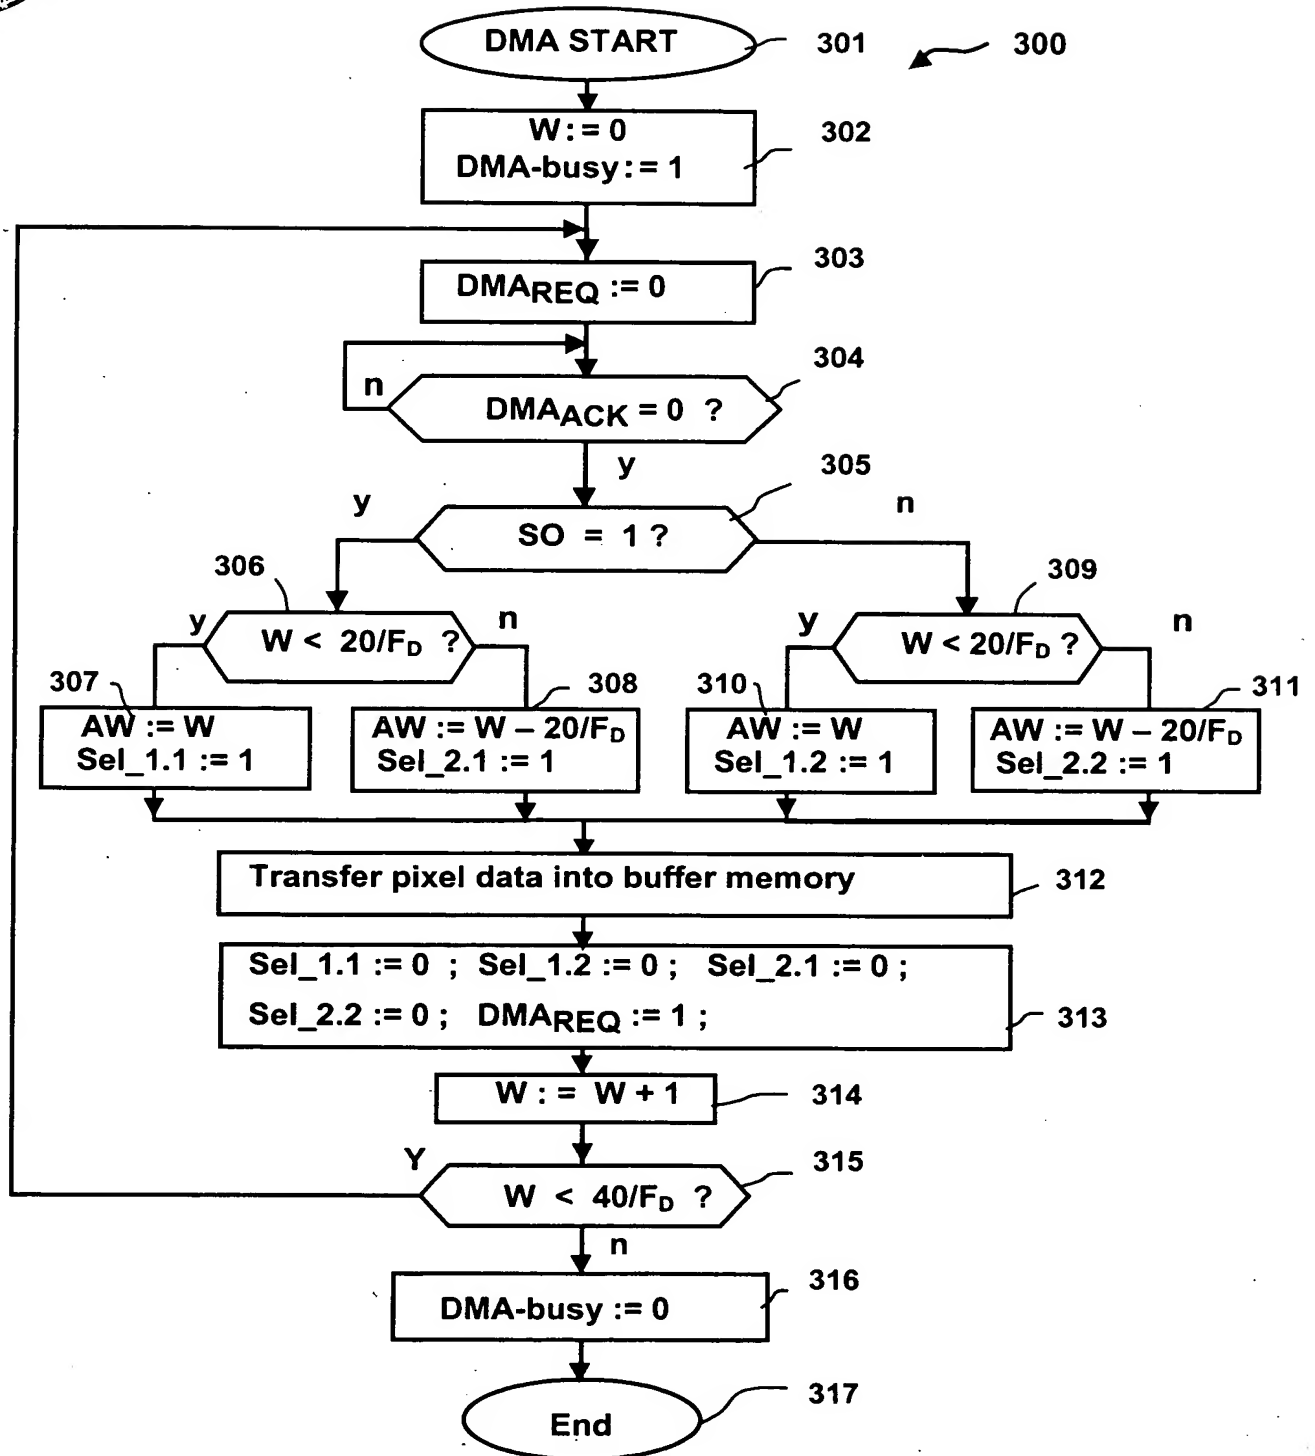 DMA START
301
300
W := 0
DMA-busy := 1
302
DMAREQ := 0
303
n
DMAACK = 0 ?
304
y
SO = 1 ?
305
y
n
306
y
W < 20/FD ?
n
309
y
W < 20/FD ?
n
307
AW := W
Sel_1.1 := 1
308
AW := W – 20/FD
Sel_2.1 := 1
310
AW := W
Sel_1.2 := 1
311
AW := W – 20/FD
Sel_2.2 := 1
Transfer pixel data into buffer memory
312
Sel_1.1 := 0 ; Sel_1.2 := 0 ; Sel_2.1 := 0 ;
Sel_2.2 := 0 ; DMAREQ := 1 ;
313
W : = W + 1
314
Y
W < 40/FD ?
315
n
DMA-busy := 0
316
End
317